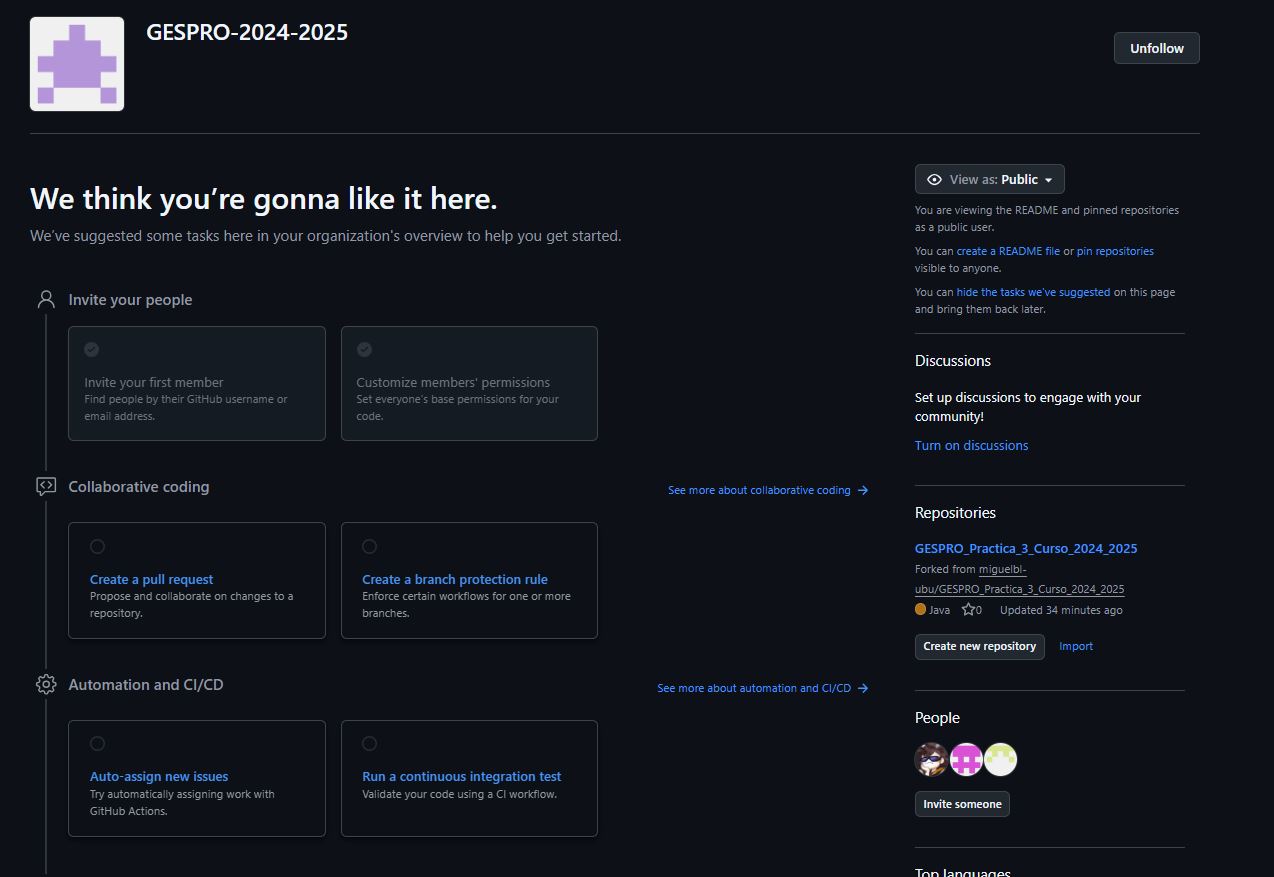 GESPRO-2024-2025
Unfollow
We think you’re gonna like it here.
We’ve suggested some tasks here in your organization’s overview to help you get started.
Invite your people
Invite your first member
Find people by their GitHub username or
email address.
Customize members' permissions
Set everyone's base permissions for your
code.
Collaborative coding
See more about collaborative coding
Create a pull request
Propose and collaborate on changes to a
repository.
Create a branch protection rule
Enforce certain workflows for one or more
branches.
Automation and CI/CD
See more about automation and CI/CD
Auto-assign new issues
Try automatically assigning work with
GitHub Actions.
Run a continuous integration test
Validate your code using a CI workflow.
View as: Public
You are viewing the README and pinned repositories
as a public user.
You can create a README file or pin repositories
visible to anyone.
You can hide the tasks we've suggested on this page
and bring them back later.
Discussions
Set up discussions to engage with your
community!
Turn on discussions
Repositories
GESPRO_Practica_3_Curso_2024_2025
Forked from miguelbl-
ubu/GESPRO_Practica_3_Curso_2024_2025
Java 0 Updated 34 minutes ago
Create new repository Import
People
Invite someone
Top languages